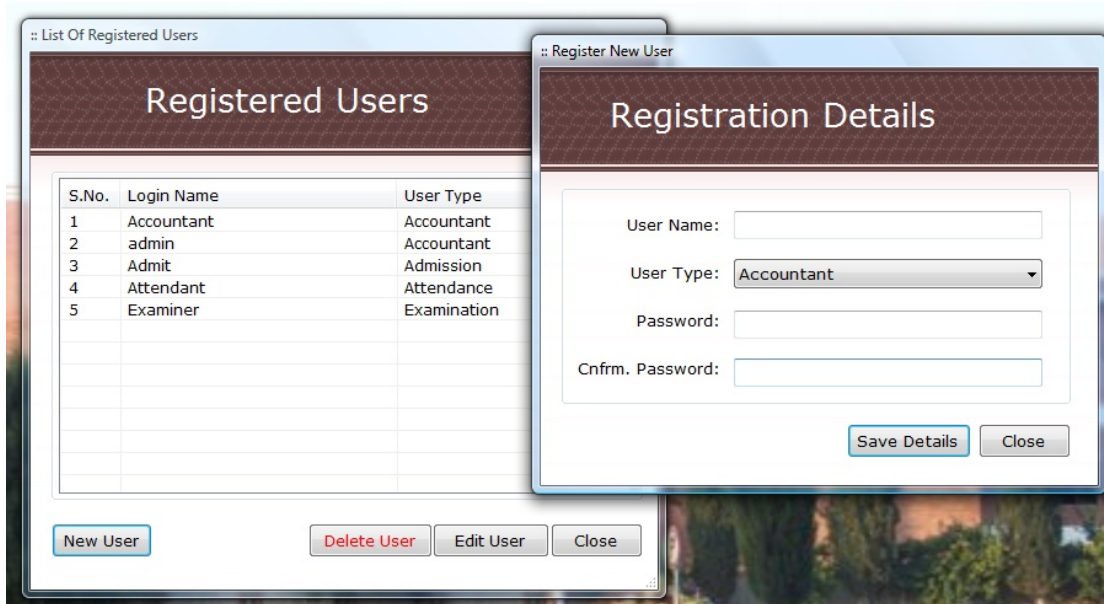 :: List Of Registered Users
Registered Users
S.No. Login Name User Type
1 Accountant Accountant
2 admin Accountant
3 Admit Admission
4 Attendant Attendance
5 Examiner Examination
New User Delete User Edit User Close
:: Register New User
Registration Details
User Name:
User Type: Accountant
Password:
Cnfrm. Password:
Save Details Close